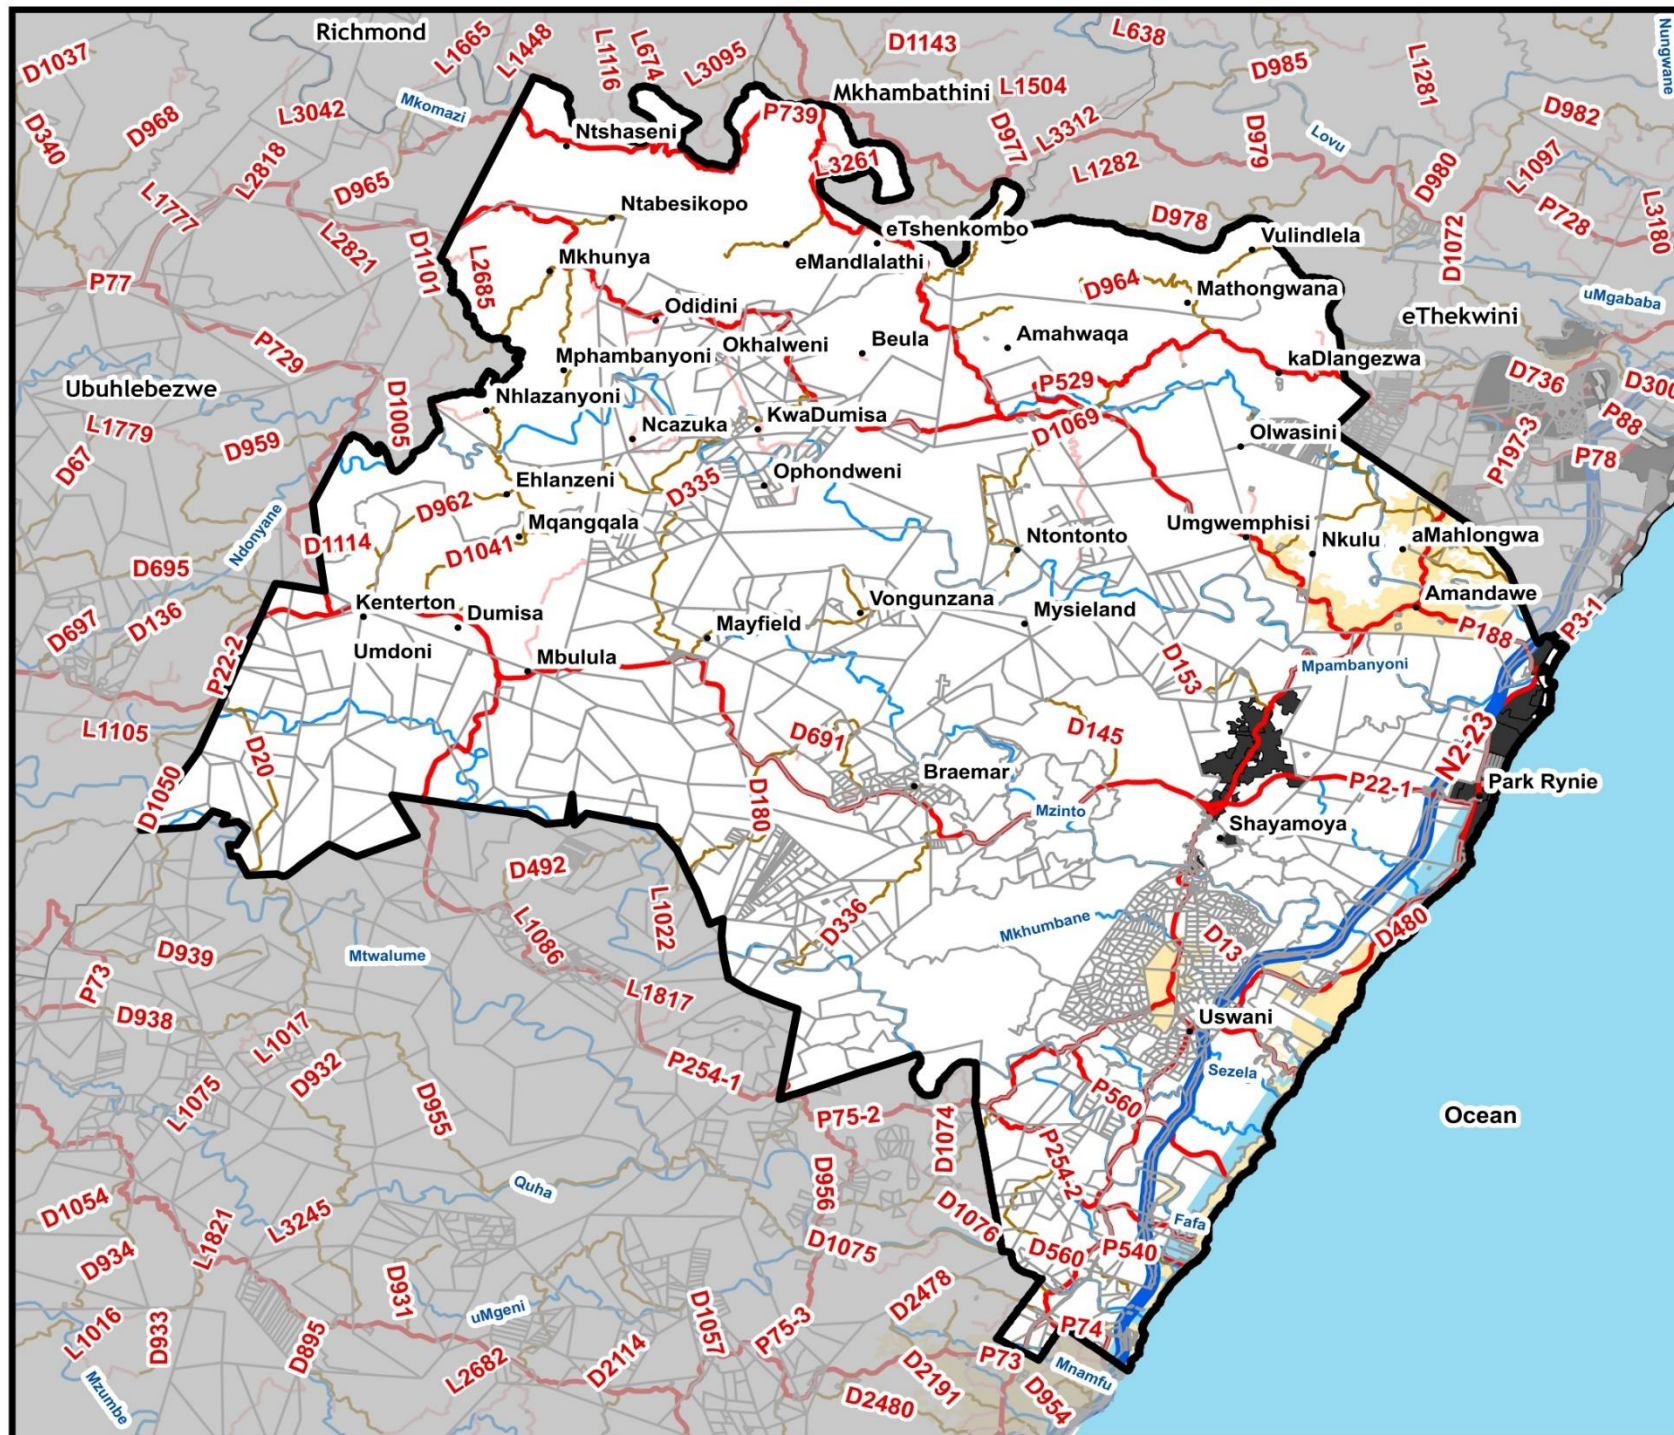 Richmond
L1665
L1448
L1116
L674
L3095
D1143
L638
D985
L1281
Nungwane
D1037
Mkomazi
Mkhambathini
L1504
D982
L3042
D968
D340
P739
D977
L3312
D979
Lovu
L1097
D980
Ntshaseni
L2818
L3261
L1282
D965
L1777
Ntabesikopo
D978
P728
L3180
eTshenkombo
Vulindlela
D1072
L2821
D1101
L2685
Mkhunya
eMandlalathi
P77
D964
Mathongwana
uMgababa
eThekwini
Odidini
P729
Okhalweni
Beula
Amahwaqa
Mphambanyoni
kaDlangezwa
D736
D300
Ubuhlebezwe
D1005
P529
Nhlazanyoni
KwaDumisa
P88
L1779
Ncazuka
D1069
Olwasini
P197-3
D959
D67
P78
Ophondweni
Ehlanzeni
D335
D962
Mqangqala
Umgwemphisi
Ndonyane
D1114
D1041
Ntontonto
Nkulu
aMahlongwa
D695
Kenterton
Vongunzana
Mysieland
Amandawe
D697
D136
Dumisa
Mayfield
P188
P31
Umdoni
Mbulula
D153
Mpambanyoni
P22-2
L1105
D20
D691
D145
N2-23
Braemar
P22-1
Park Rynie
D1050
D180
Mzinto
Shayamoya
D492
L1022
D336
Mkhumbane
D13
D480
L1086
D939
Mtwalume
P73
L1817
D938
Uswani
L1017
D932
P254-1
Sezela
L1075
D955
P75-2
D1074
P560
Ocean
P254-2
Quha
D956
D1054
L1821
L3245
D1076
Fafa
D934
D1075
D560
P540
D931
D2478
uMgeni
L1016
D933
D895
D1057
P75-3
P74
L2682
D2114
P73
Mnamfu
Mzumbe
D2191
D2480
D954